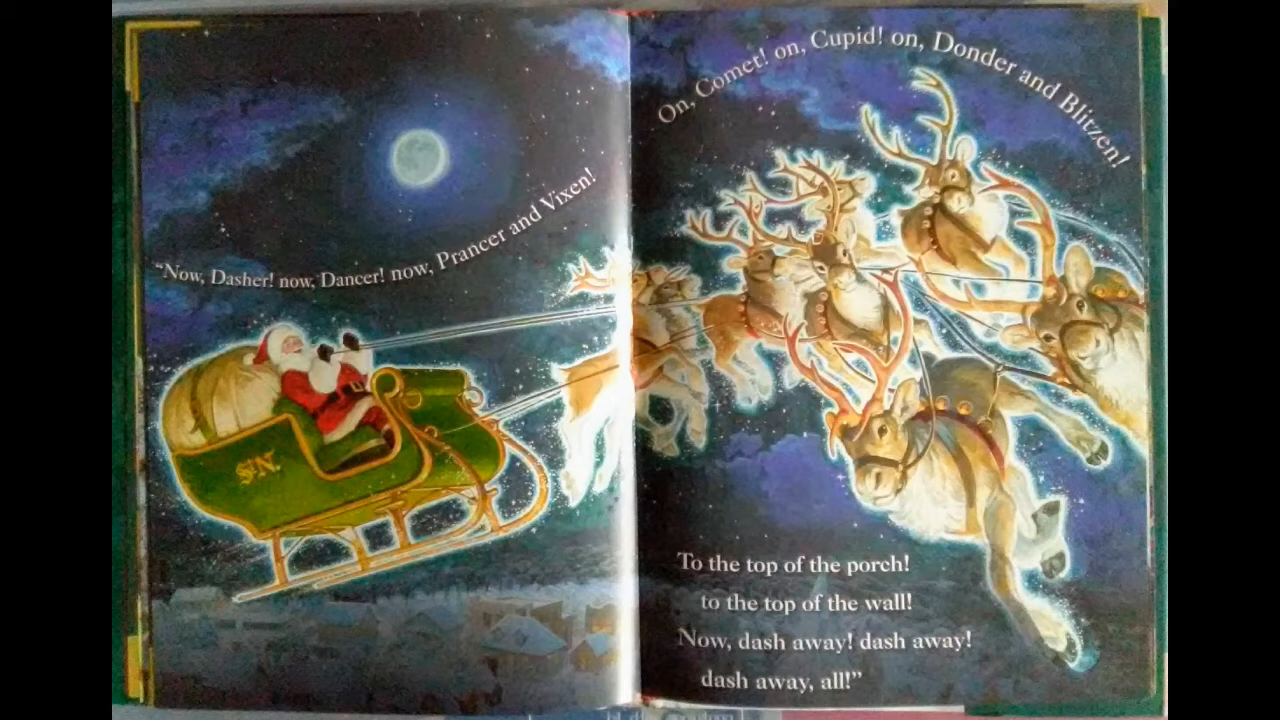 "Now, Dasher! now, Dancer! now, Prancer and Vixen!
S.N.
On, Comet! on, Cupid! on, Donder and Blitzen!
To the top of the porch!
to the top of the wall!
Now, dash away! dash away!
dash away, all!"